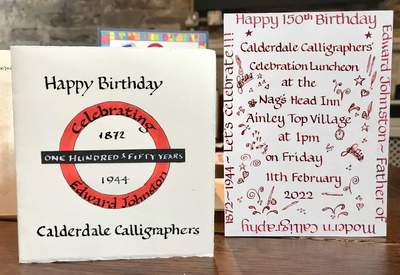 Happy Birthday
Celebrating
1872
ONE HUNDRED & FIFTY YEARS
1944
Edward Johnston
Calderdale Calligraphers
Happy 150th Birthday
Edward Johnston ~ Father of
Modern Calligraphy
1872 ~ 1944 ~ Let's celebrate!!!
Calderdale Calligraphers'
Celebration Luncheon
at the
Nag's Head Inn
Ainley Top Village
at 1pm
on Friday
11th February
2022